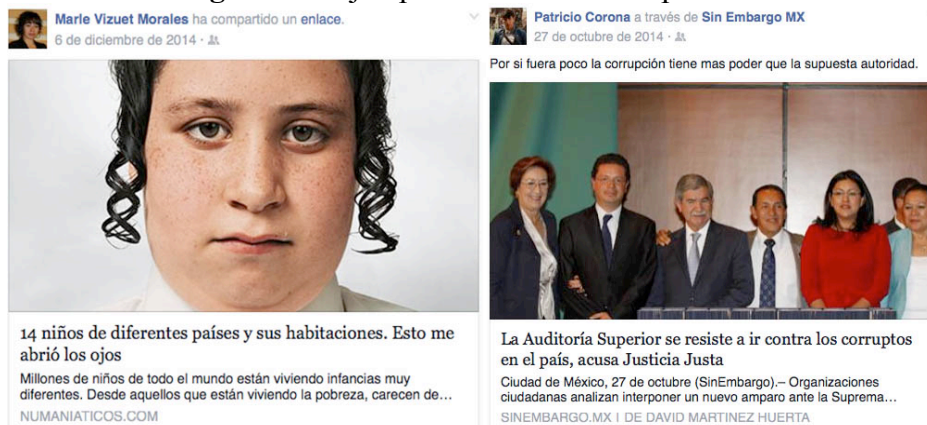 Marle Vizuet Morales ha compartido un enlace.
6 de diciembre de 2014 ·
14 niños de diferentes países y sus habitaciones. Esto me
abrió los ojos
Millones de niños de todo el mundo están viviendo infancias muy
diferentes. Desde aquellos que están viviendo la pobreza, carecen de...
NUMANIATICOS.COM
Patricio Corona a través de Sin Embargo MX
27 de octubre de 2014 ·
Por si fuera poco la corrupción tiene mas poder que la supuesta autoridad.
La Auditoría Superior se resiste a ir contra los corruptos
en el país, acusa Justicia Justa
Ciudad de México, 27 de octubre (SinEmbargo).– Organizaciones
ciudadanas analizan interponer un nuevo amparo ante la Suprema...
SINEMBARGO.MX | DE DAVID MARTINEZ HUERTA